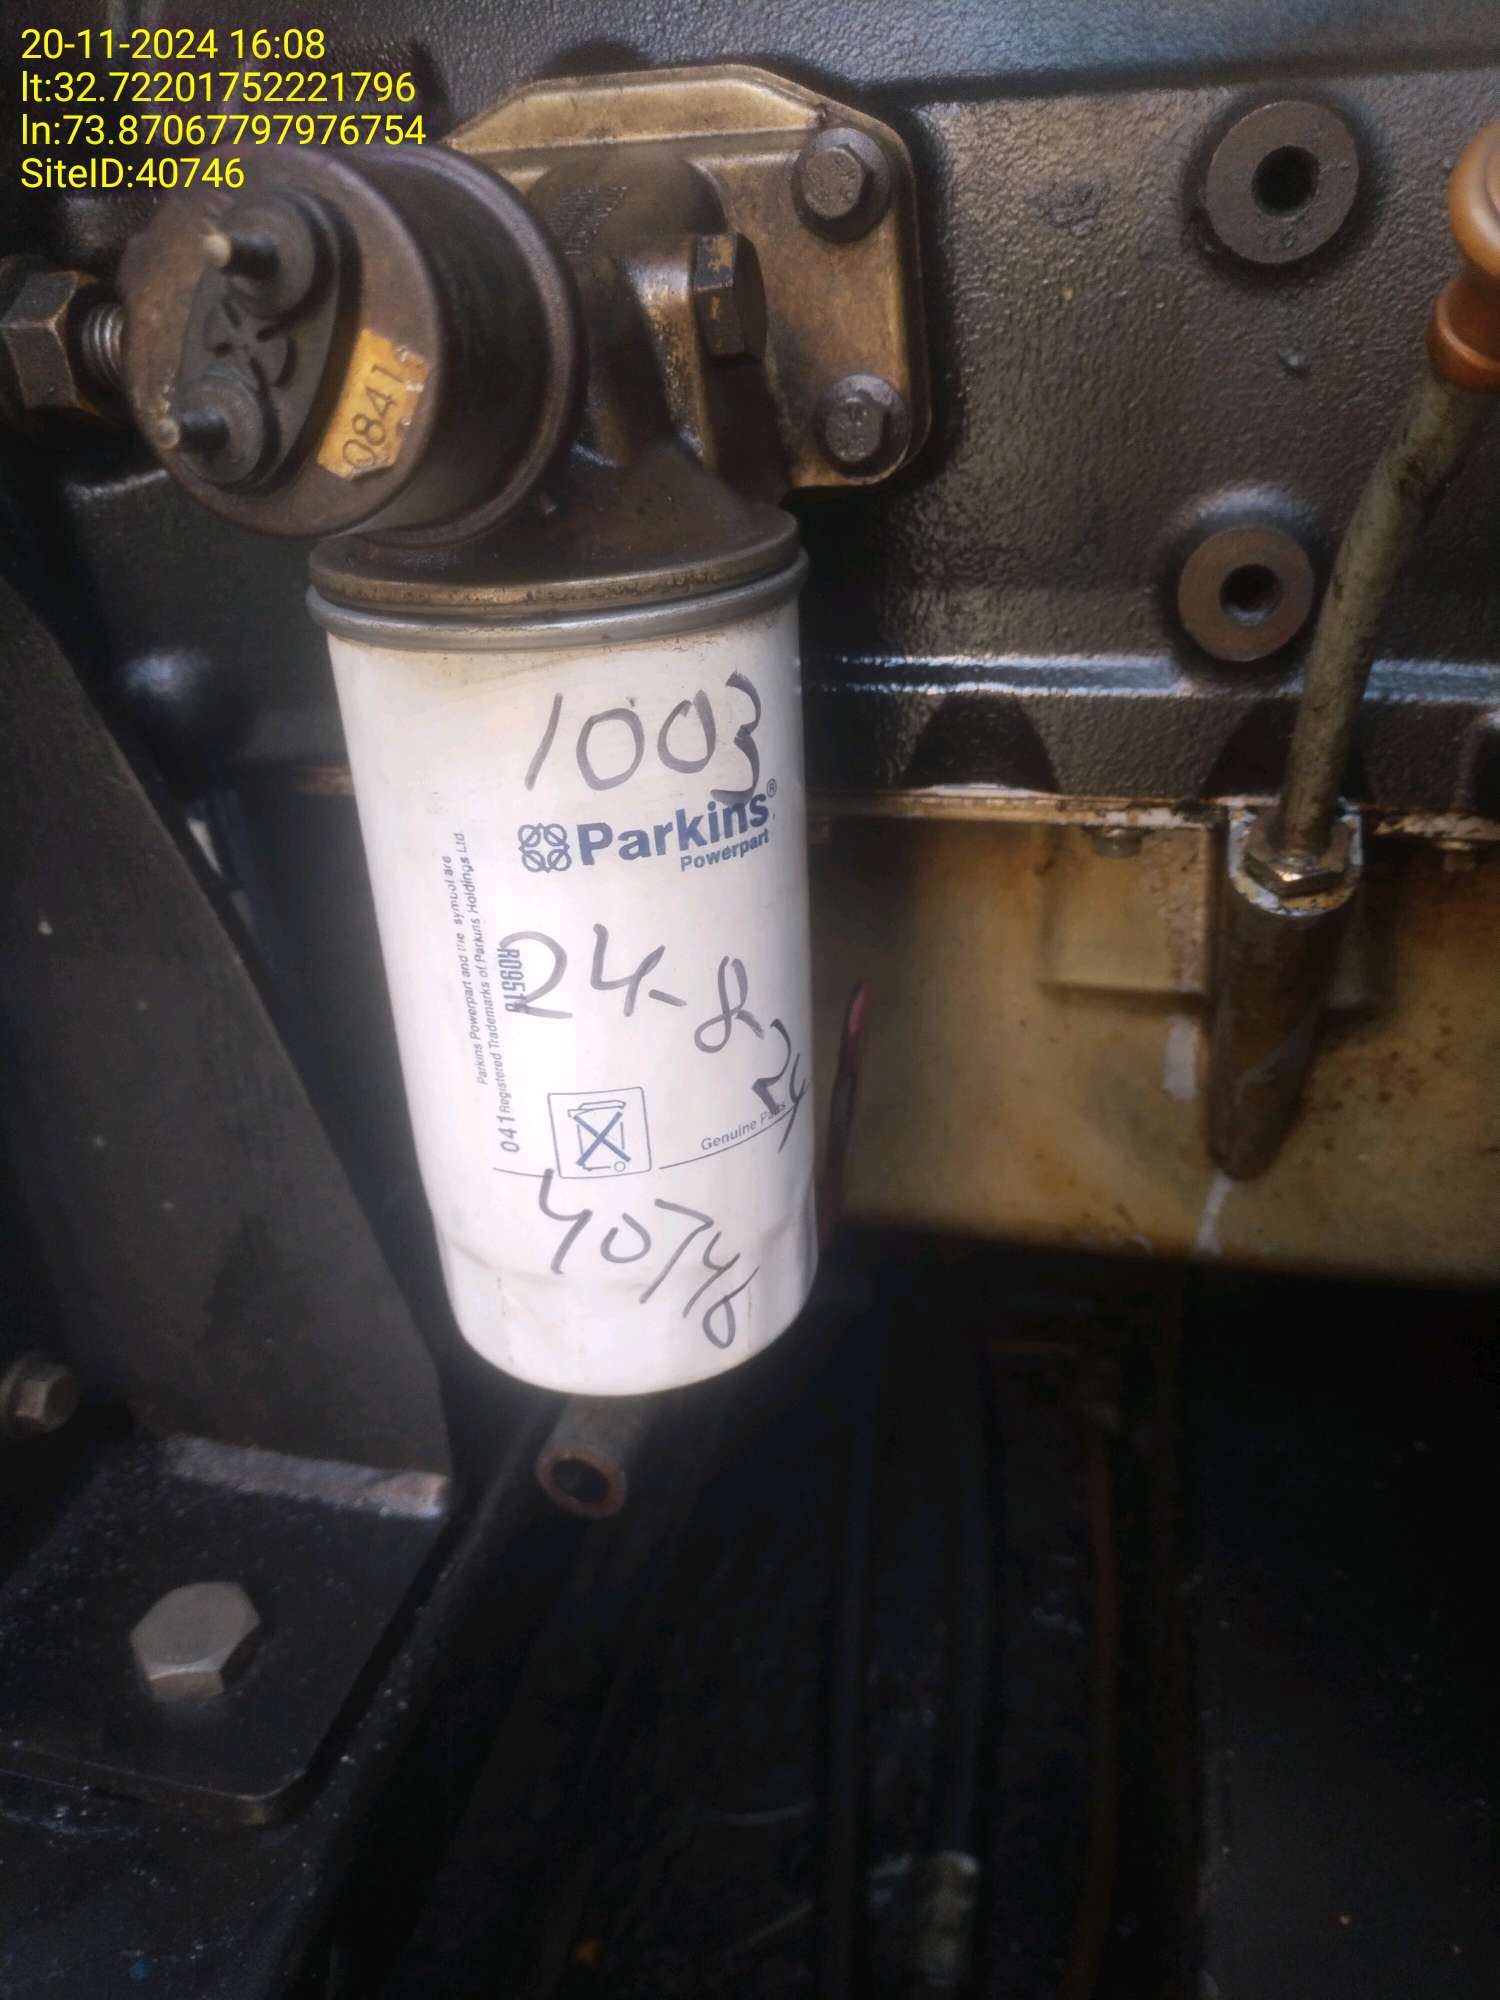 20-11-2024 16:08
lt:32.72201752221796
ln:73.87067797976754
SiteID:40746
0841
1003
Parkins®
Powerpart
Parkins Powerpart and the symbol are
Registered Trademarks of Parkins Holdings Ltd.
041
24-8-24
Genuine Parts
40746